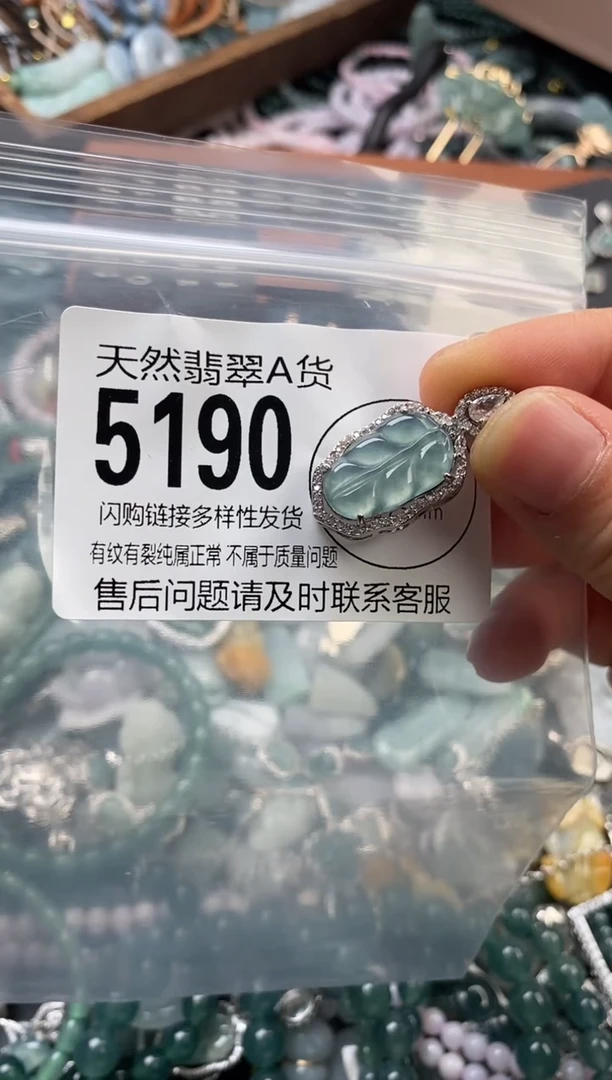 天然翡翠A货
5190
闪购链接多样性发货
有纹有裂纯属正常 不属于质量问题
售后问题请及时联系客服